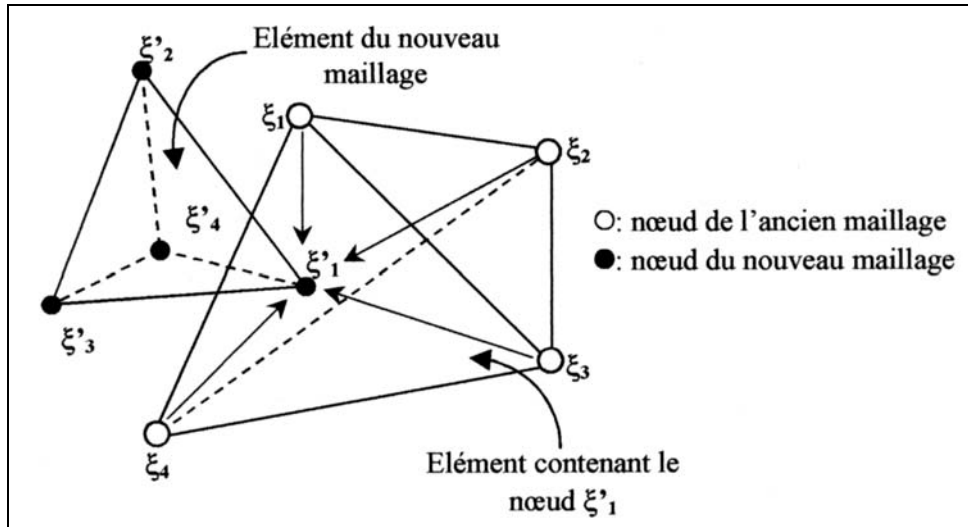 Elément du nouveau
maillage
ξ'2
ξ1
ξ2
ξ'4
ξ'1
ξ'3
ξ3
ξ4
: nœud de l'ancien maillage
: nœud du nouveau maillage
Elément contenant le
nœud ξ'1